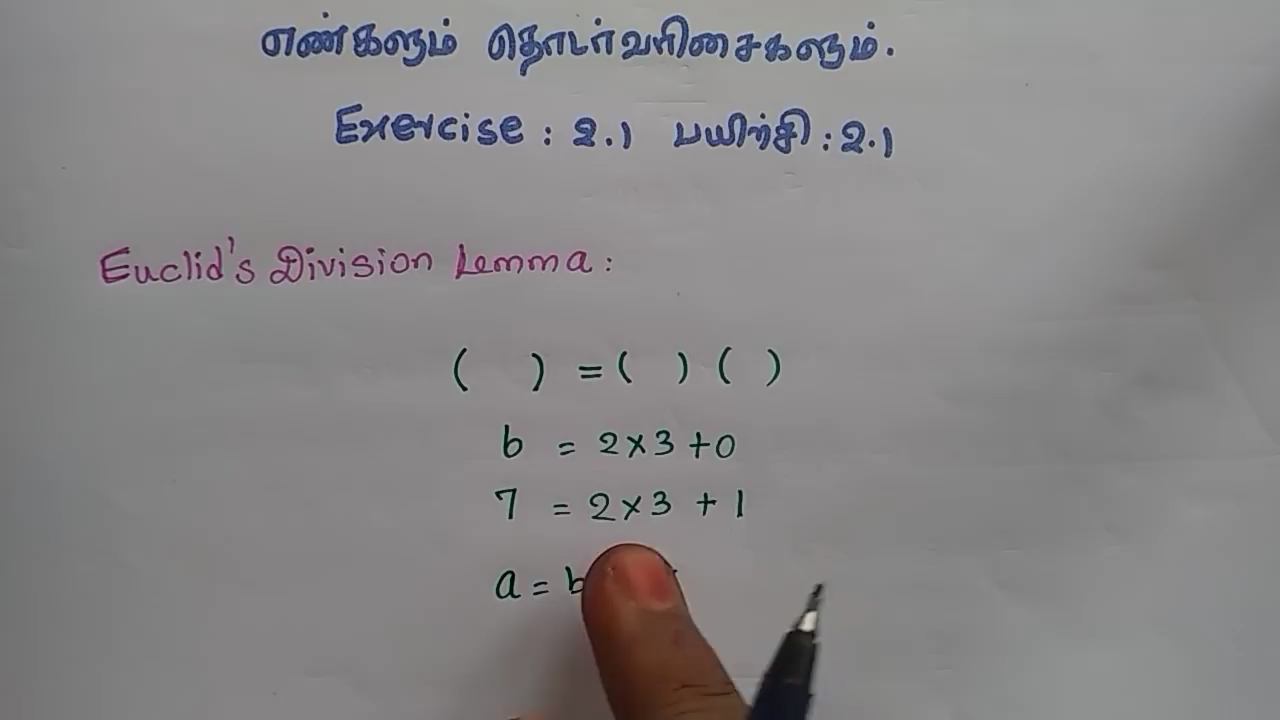 எண்களும் தொடர்வரிசைகளும்.
Exercise : 2.1 பயிற்சி : 2.1
Euclid's Division Lemma :
( ) = ( ) ( )
6 = 2×3+0
7 = 2×3 + 1
a = b